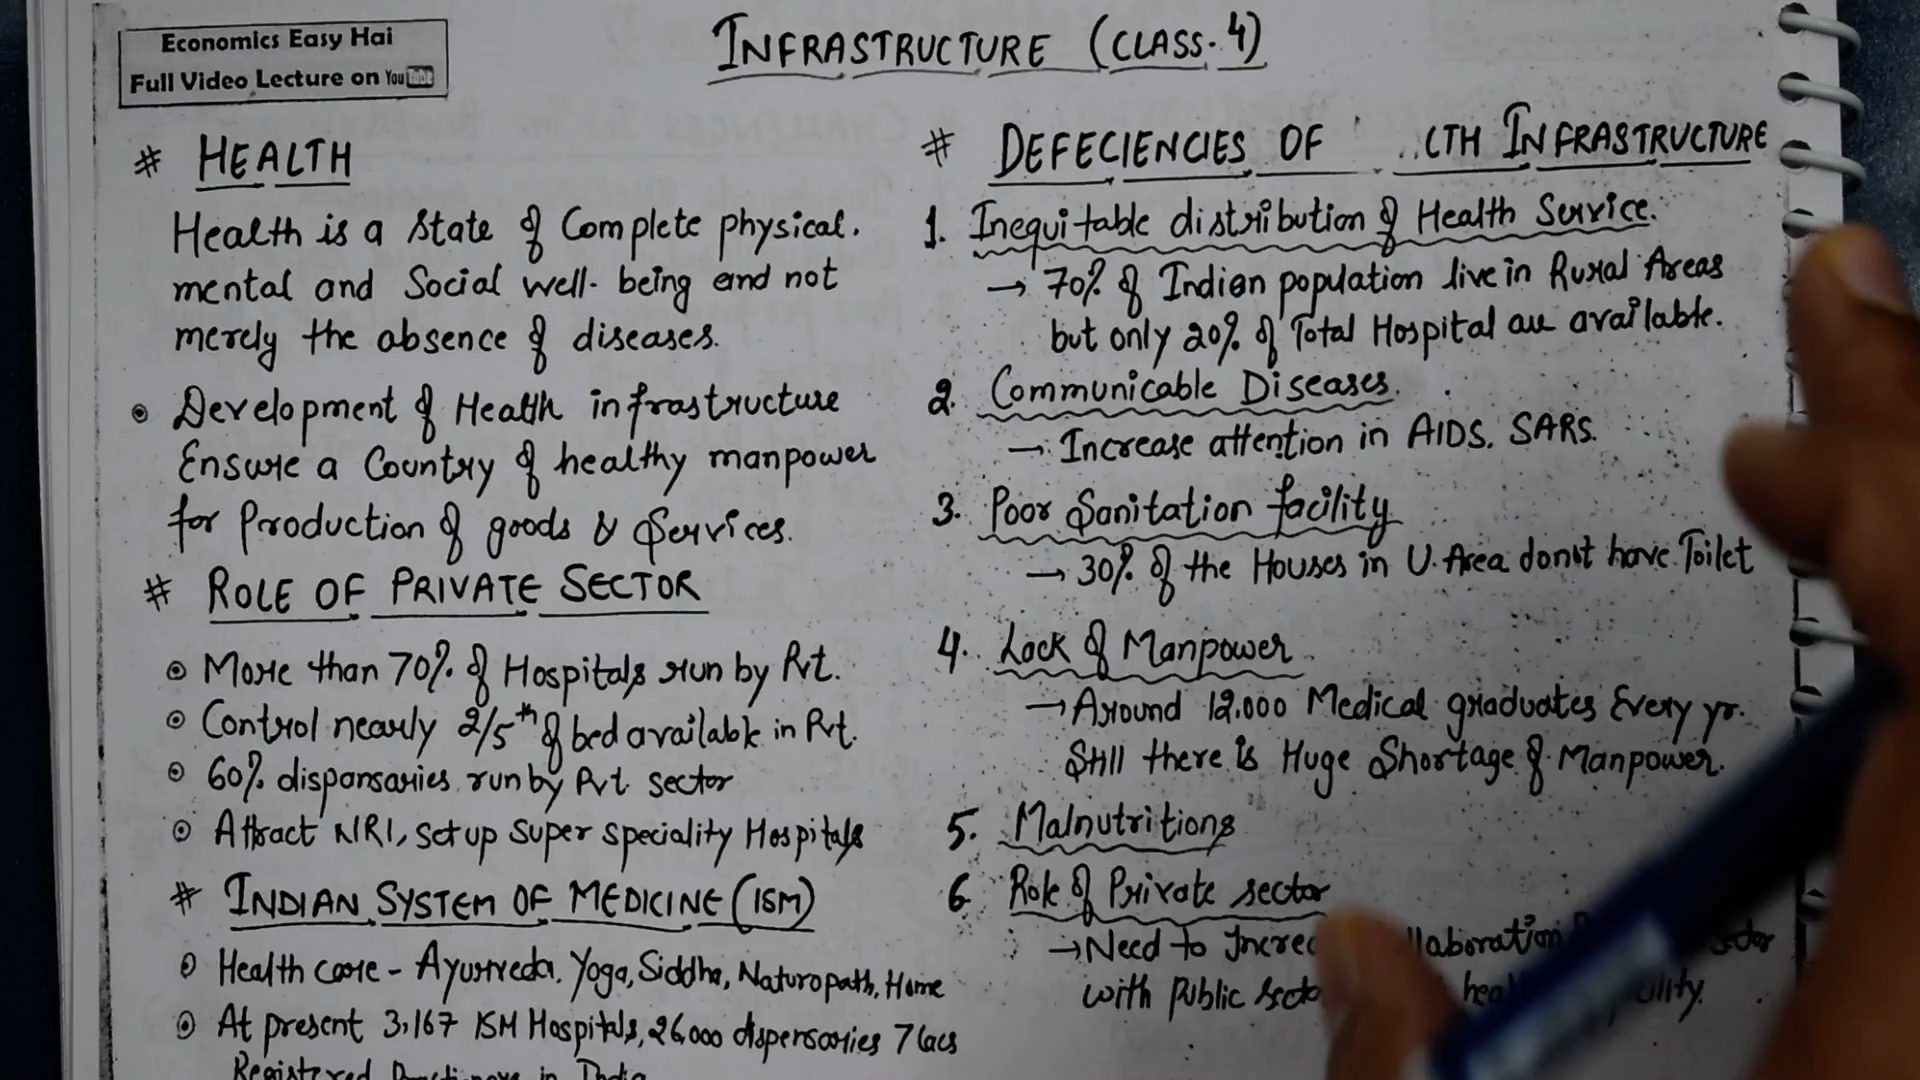 Economics Easy Hai
Full Video Lecture on YouTube
INFRASTRUCTURE (CLASS-4)
# HEALTH
Health is a state of Complete physical.
mental and Social well-being and not
merely the absence of diseases.
Development of Health infrastructure
Ensure a Country of healthy manpower
for Production of goods & Services.
# ROLE OF PRIVATE SECTOR
More than 70% of Hospitals run by Pvt.
Control nearly 2/5th of bed available in Pvt.
60% dispansaries run by Pvt. sector
Attract NRI, set up super speciality Hospitals
# INDIAN SYSTEM OF MEDICINE (ISM)
Health care - Ayurveda, Yoga, Siddha, Naturopath, Home
At present 3,167 ISM Hospitals, 26,000 dispensaries 7 lacs
Registered in India
# DEFECIENCIES OF LTH INFRASTRUCTURE
1. Inequitable distribution of Health Service.
→ 70% of Indian population live in Rural Areas
but only 20% of Total Hospital are available.
2. Communicable Diseases.
→ Increase attention in AIDS. SARS.
3. Poor Sanitation facility
→ 30% of the Houses in U. Area don't have Toilet
4. Lack of Manpower
→ Around 12,000 Medical graduates Every yr.
Still there is Huge Shortage of Manpower.
5. Malnutritions
6. Role of Private sector
→ Need to
with Public